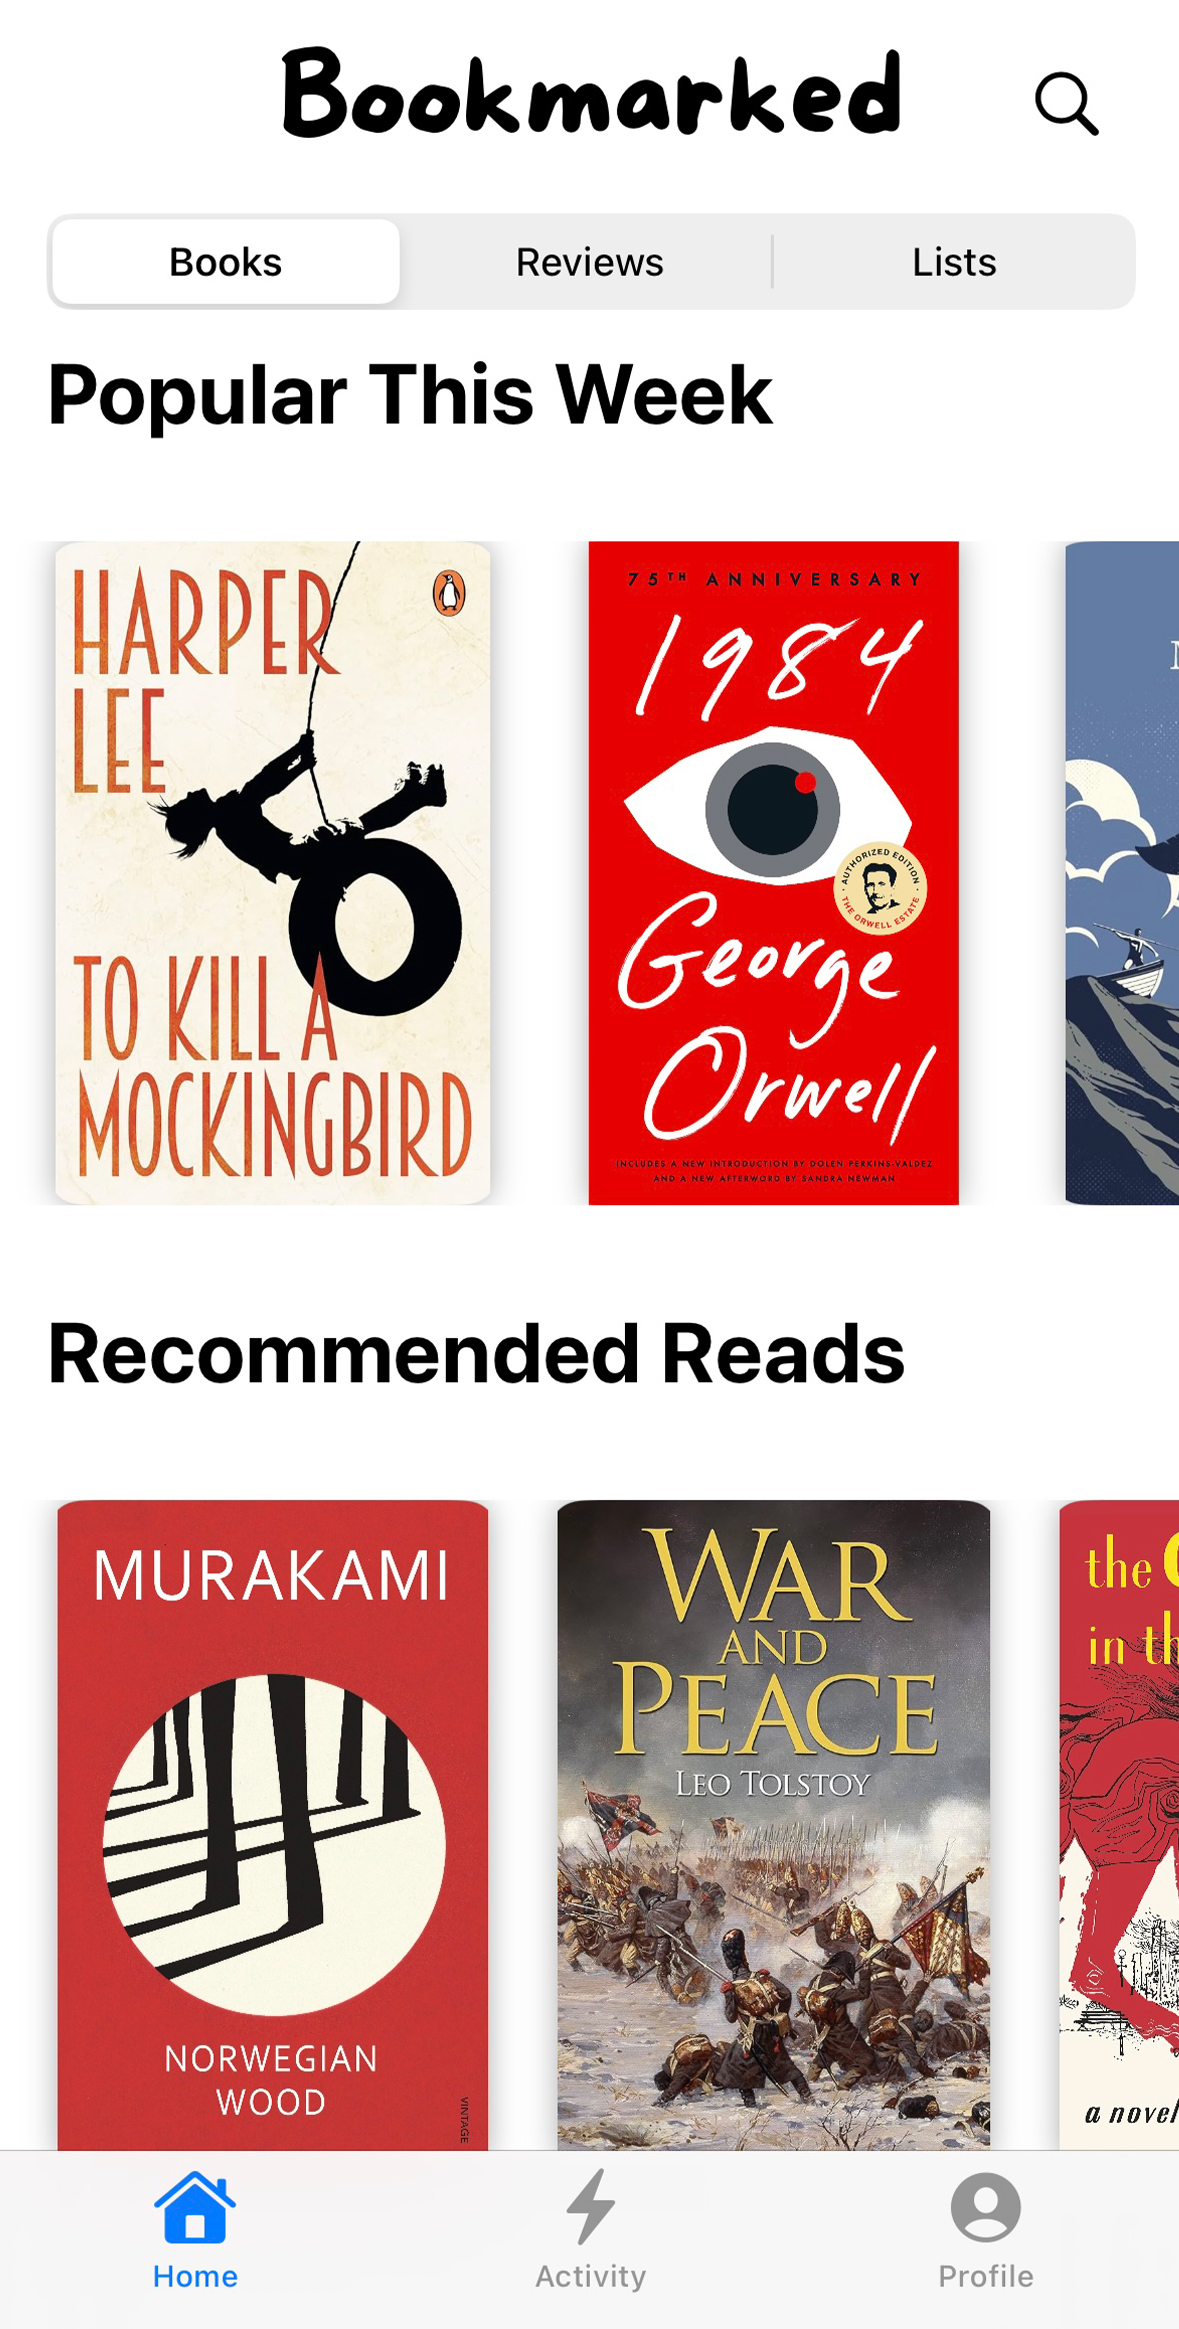 Bookmarked
Books
Reviews
Lists
Popular This Week
HARPER
LEE
TO KILL A
MOCKINGBIRD
75TH ANNIVERSARY
1984
AUTHORIZED EDITION
THE ORWELL ESTATE
George
Orwell
INCLUDES A NEW INTRODUCTION BY DOLEN PERKINS-VALDEZ
AND A NEW AFTERWORD BY SANDRA NEWMAN
Recommended Reads
MURAKAMI
NORWEGIAN
WOOD
VINTAGE
WAR
AND
PEACE
LEO TOLSTOY
the
in
a novel
Home
Activity
Profile